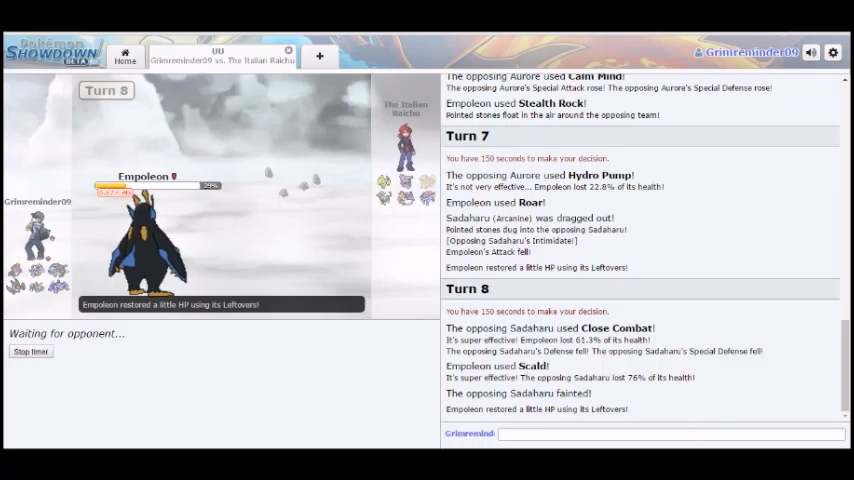 Pokémon
SHOWDOWN!
BETA
Home
UU
Grimreminder09 vs. The Italian Raichu
+
Grimreminder09
Turn 8
Empoleon
29%
0.67× Atk
Grimreminder09
The Italian
Raichu
Empoleon restored a little HP using its Leftovers!
Waiting for opponent...
Stop timer
The opposing Aurore used Calm Mind!
The opposing Aurore's Special Attack rose! The opposing Aurore's Special Defense rose!
Empoleon used Stealth Rock!
Pointed stones float in the air around the opposing team!
Turn 7
You have 150 seconds to make your decision.
The opposing Aurore used Hydro Pump!
It's not very effective... Empoleon lost 22.8% of its health!
Empoleon used Roar!
Sadaharu (Arcanine) was dragged out!
Pointed stones dug into the opposing Sadaharu!
[Opposing Sadaharu's Intimidate!]
Empoleon's Attack fell!
Empoleon restored a little HP using its Leftovers!
Turn 8
You have 150 seconds to make your decision.
The opposing Sadaharu used Close Combat!
It's super effective! Empoleon lost 61.3% of its health!
The opposing Sadaharu's Defense fell! The opposing Sadaharu's Special Defense fell!
Empoleon used Scald!
It's super effective! The opposing Sadaharu lost 76% of its health!
The opposing Sadaharu fainted!
Empoleon restored a little HP using its Leftovers!
Grimremind